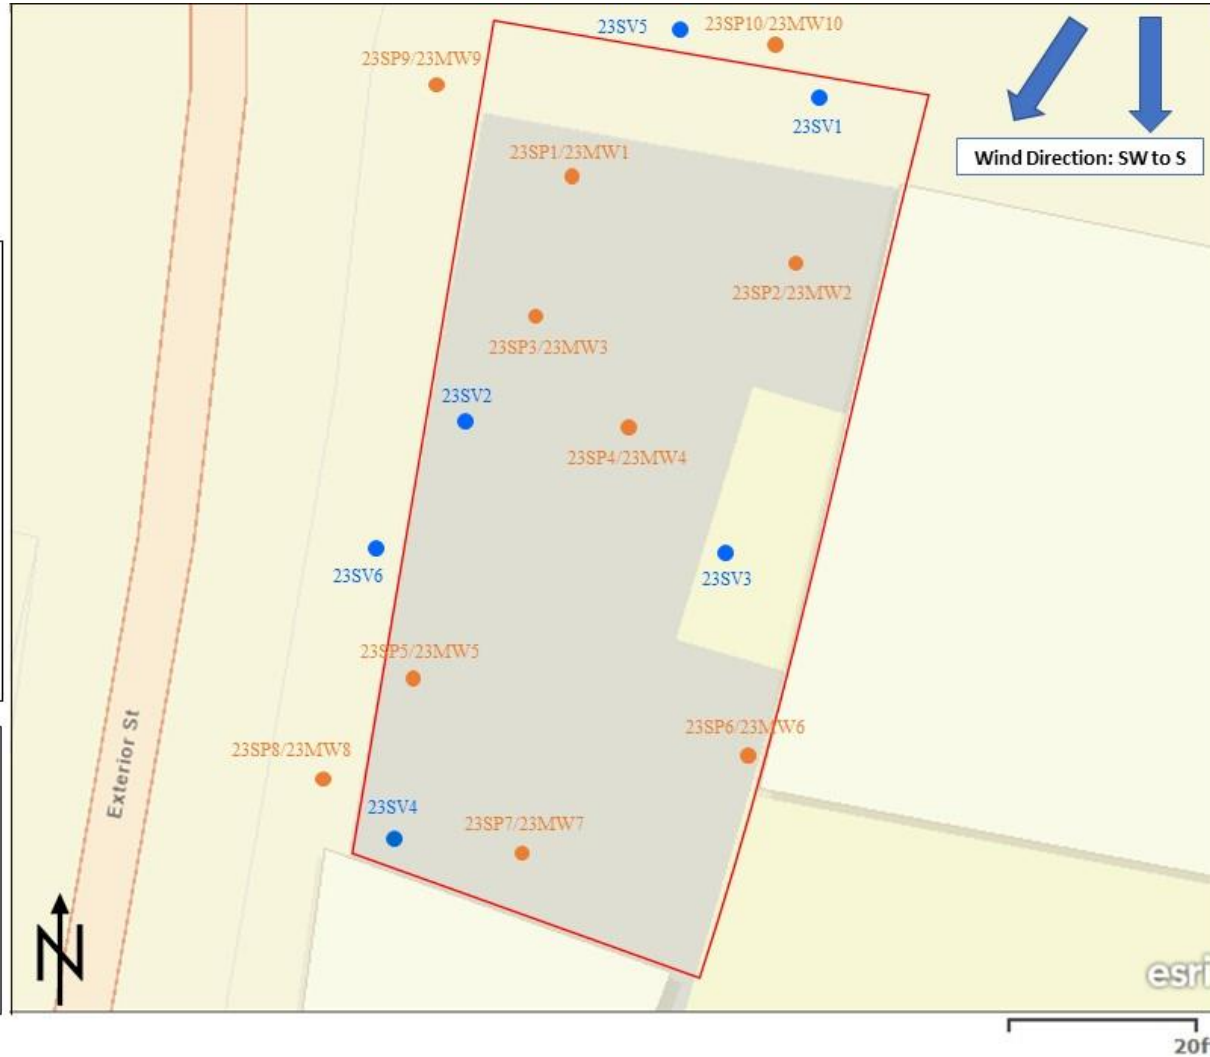 23SV5
23SP10/23MW10
23SP9/23MW9
23SV1
Wind Direction: SW to S
23SP1/23MW1
23SP2/23MW2
23SP3/23MW3
23SV2
23SP4/23MW4
23SV6
23SV3
23SP5/23MW5
23SP6/23MW6
Exterior St
23SP8/23MW8
23SV4
23SP7/23MW7
N
esri
20f